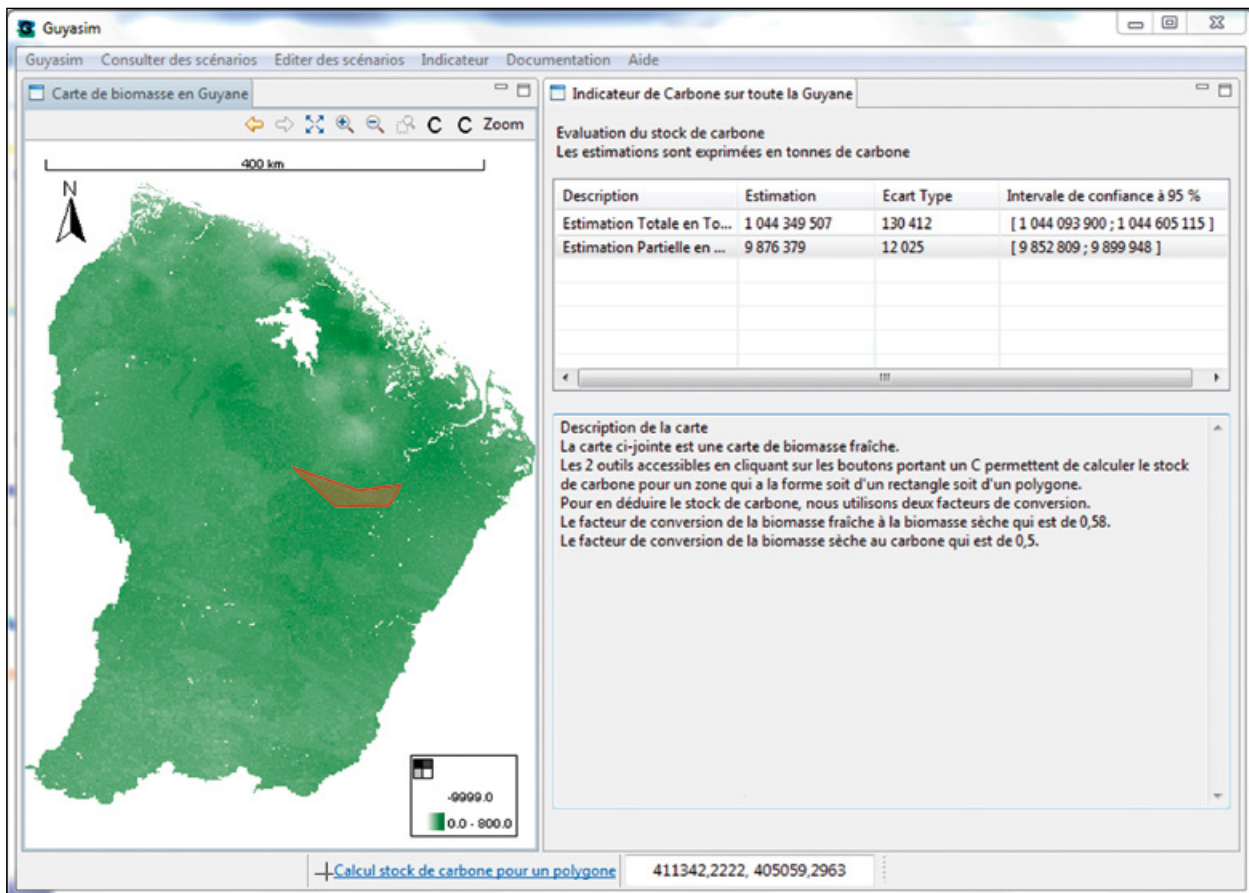 Guyasim
Guyasim Consulter des scénarios Editer des scénarios Indicateur Documentation Aide
Carte de biomasse en Guyane
C C Zoom
400 km
N
-9999.0
0.0 - 800.0
Indicateur de Carbone sur toute la Guyane
Evaluation du stock de carbone
Les estimations sont exprimées en tonnes de carbone
Description Estimation Ecart Type Intervale de confiance à 95 %
Estimation Totale en To... 1 044 349 507 130 412 [ 1 044 093 900 ; 1 044 605 115 ]
Estimation Partielle en ... 9 876 379 12 025 [ 9 852 809 ; 9 899 948 ]
Description de la carte
La carte ci-jointe est une carte de biomasse fraîche.
Les 2 outils accessibles en cliquant sur les boutons portant un C permettent de calculer le stock
de carbone pour un zone qui a la forme soit d'un rectangle soit d'un polygone.
Pour en déduire le stock de carbone, nous utilisons deux facteurs de conversion.
Le facteur de conversion de la biomasse fraîche à la biomasse sèche qui est de 0,58.
Le facteur de conversion de la biomasse sèche au carbone qui est de 0,5.
Calcul stock de carbone pour un polygone 411342,2222, 405059,2963